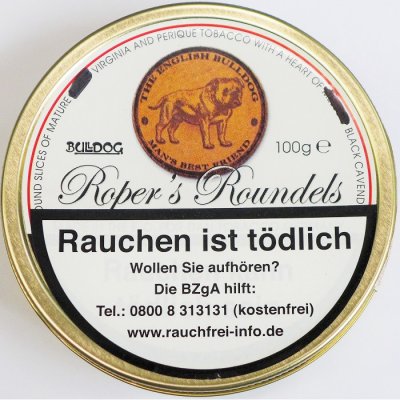 OUND SLICES OF MATURE VIRGINIA AND PERIQUE TOBACCO WITH A HEART OF BLACK CAVEND
THE ENGLISH BULLDOG
MAN'S BEST FRIEND
BULLDOG
100g ℮
Roper's Roundels
Rauchen ist tödlich
Wollen Sie aufhören?
Die BZgA hilft:
Tel.: 0800 8 313131 (kostenfrei)
www.rauchfrei-info.de